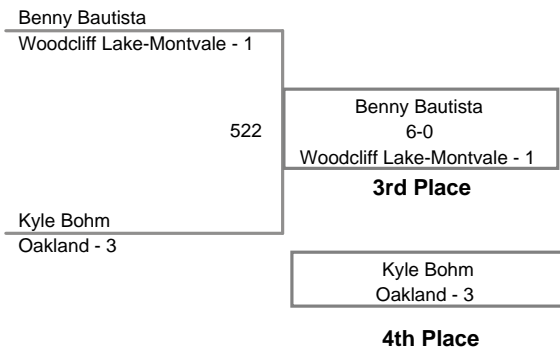 Benny Bautista
Woodcliff Lake-Montvale - 1
522
Benny Bautista
6-0
Woodcliff Lake-Montvale - 1
3rd Place
Kyle Bohm
Oakland - 3
Kyle Bohm
Oakland - 3
4th Place